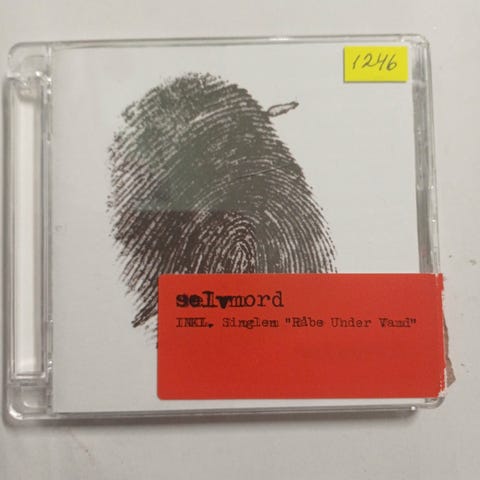 1246
selvmord
INKL. Singlen "Råbe Under Vand"